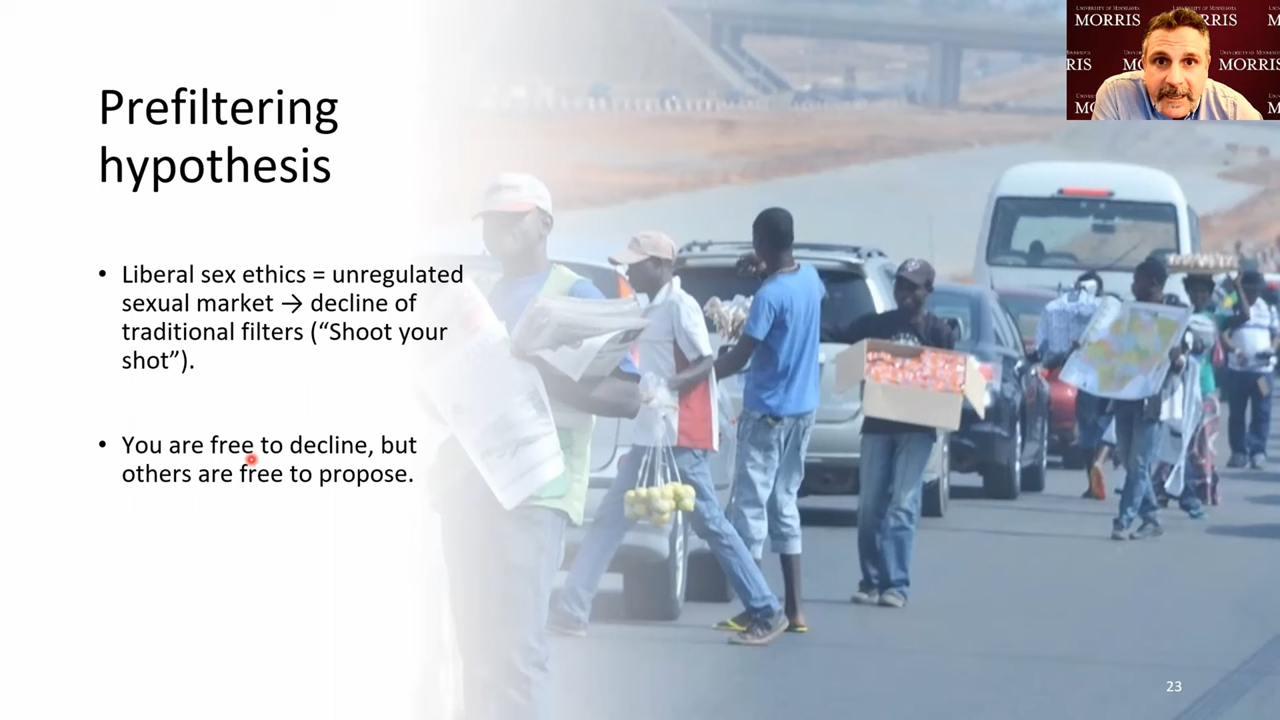 Prefiltering
hypothesis
• Liberal sex ethics = unregulated
sexual market → decline of
traditional filters (“Shoot your
shot”).
• You are free to decline, but
others are free to propose.
UNIVERSITY OF MINNESOTA
MORRIS
MORRIS
23